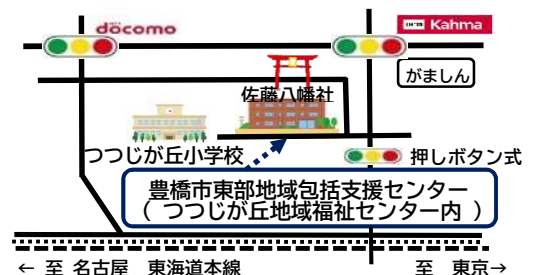 döcomo
Kahma
がましん
佐藤八幡社
つつじが丘小学校
押しボタン式
豊橋市東部地域包括支援センター
( つつじが丘地域福祉センター内 )
← 至 名古屋 東海道本線 至 東京→